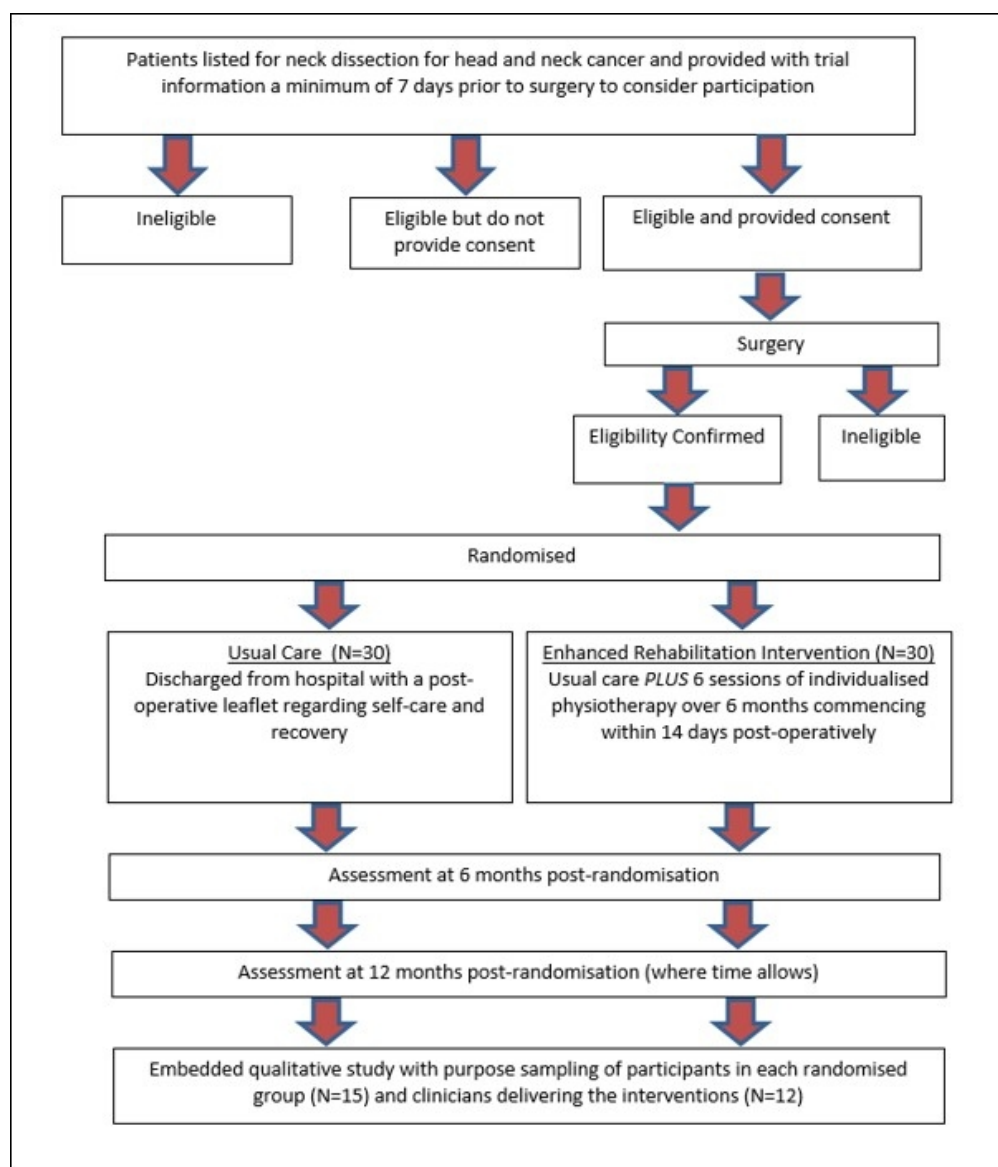 Patients listed for neck dissection for head and neck cancer and provided with trial
information a minimum of 7 days prior to surgery to consider participation
Ineligible
Eligible but do not
provide consent
Eligible and provided consent
Surgery
Eligibility Confirmed
Ineligible
Randomised
Usual Care (N=30)
Discharged from hospital with a post-
operative leaflet regarding self-care and
recovery
Enhanced Rehabilitation Intervention (N=30)
Usual care PLUS 6 sessions of individualised
physiotherapy over 6 months commencing
within 14 days post-operatively
Assessment at 6 months post-randomisation
Assessment at 12 months post-randomisation (where time allows)
Embedded qualitative study with purpose sampling of participants in each randomised
group (N=15) and clinicians delivering the interventions (N=12)